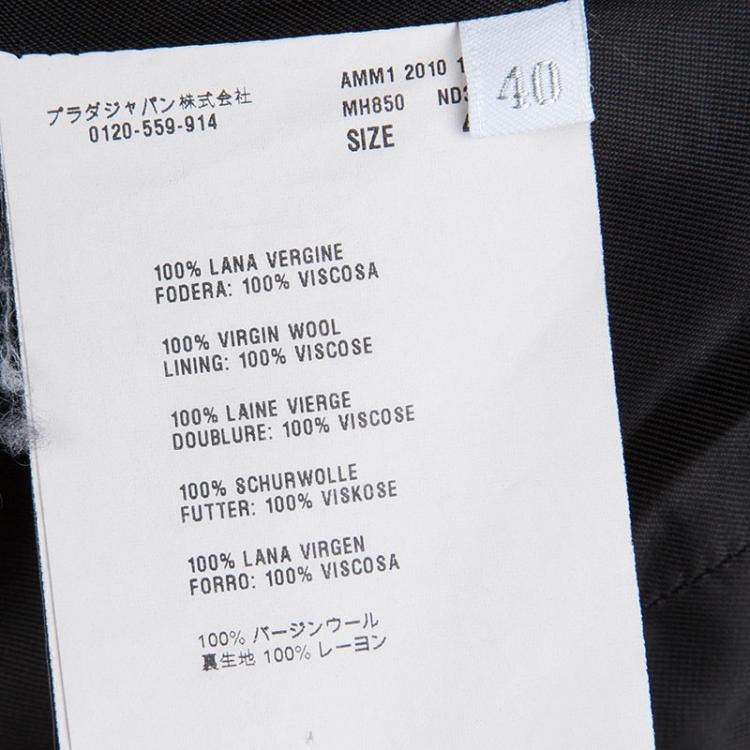 プラダジャパン株式会社
0120-559-914
AMM1 2010
MH850
SIZE
40
100% LANA VERGINE
FODERA: 100% VISCOSA
100% VIRGIN WOOL
LINING: 100% VISCOSE
100% LAINE VIERGE
DOUBLURE: 100% VISCOSE
100% SCHURWOLLE
FUTTER: 100% VISKOSE
100% LANA VIRGEN
FORRO: 100% VISCOSA
100% バージンウール
裏生地 100% レーヨン